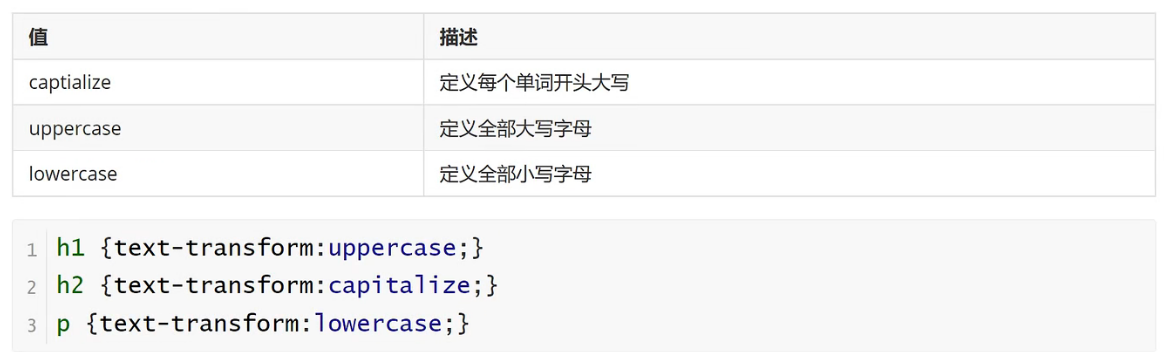 值 描述
captialize 定义每个单词开头大写
uppercase 定义全部大写字母
lowercase 定义全部小写字母
1 h1 {text-transform:uppercase;}
2 h2 {text-transform:capitalize;}
3 p {text-transform:lowercase;}